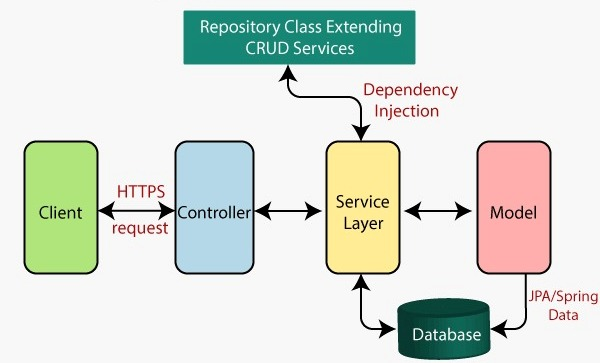 Repository Class Extending
CRUD Services
Dependency
Injection
HTTPS
request
Client
Controller
Service
Layer
Model
JPA/Spring
Data
Database